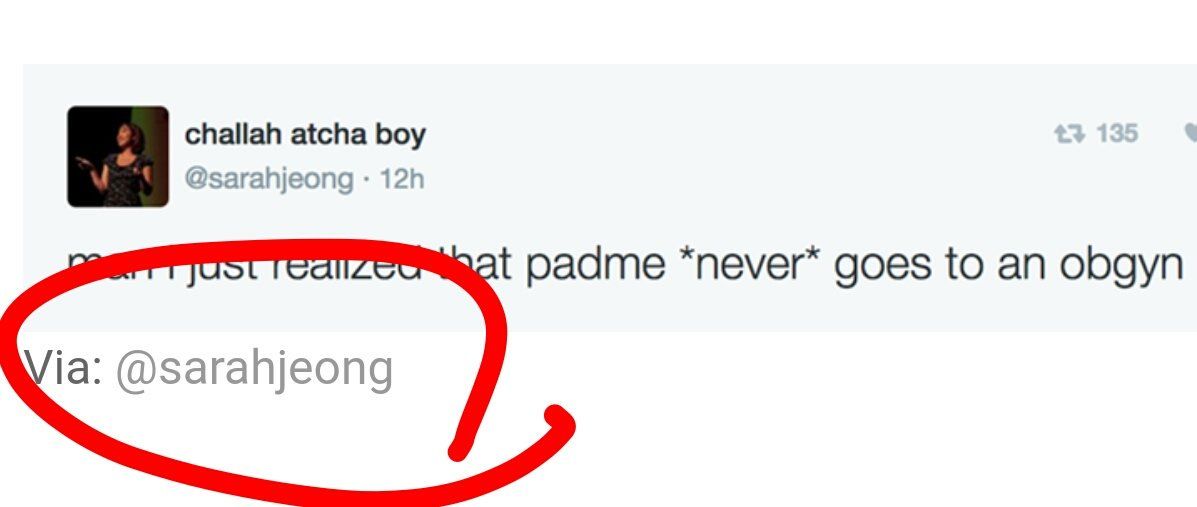 challah atcha boy
135
@sarahjeong · 12h
man i just realized that padme *never* goes to an obgyn
Via: @sarahjeong